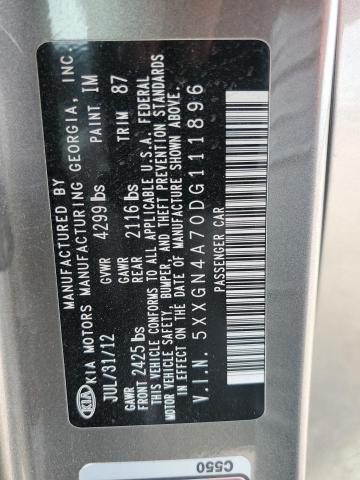 MANUFACTURED BY
KIA KIA MOTORS MANUFACTURING GEORGIA, INC.
JUL/31/12 GVWR 4299 lbs PAINT IM
GAWR FRONT 2425 lbs GAWR REAR 2116 lbs TRIM 87
THIS VEHICLE CONFORMS TO ALL APPLICABLE U.S.A. FEDERAL
MOTOR VEHICLE SAFETY, BUMPER, AND THEFT PREVENTION STANDARDS
IN EFFECT ON THE DATE OF MANUFACTURE SHOWN ABOVE.
V.I.N. 5XXGN4A70DG111896
PASSENGER CAR
C550